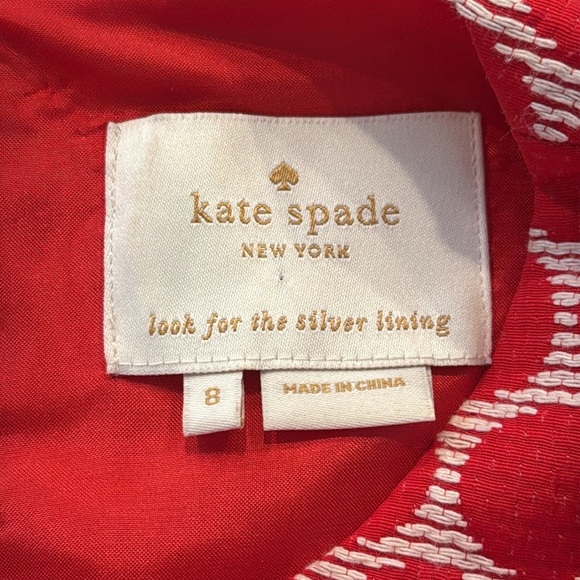 kate spade
NEW YORK
look for the silver lining
8
MADE IN CHINA